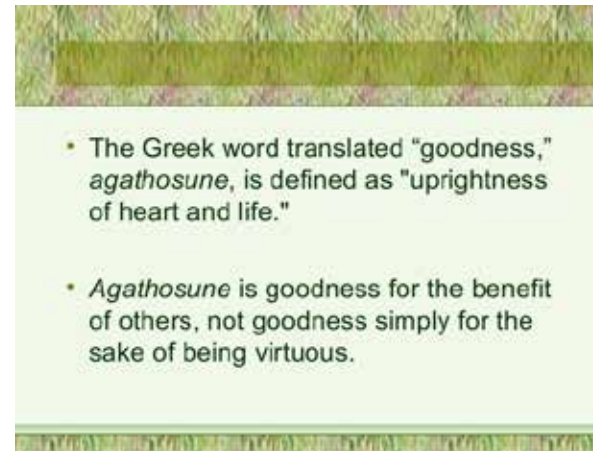 • The Greek word translated “goodness,”
agathosune, is defined as "uprightness
of heart and life."
• Agathosune is goodness for the benefit
of others, not goodness simply for the
sake of being virtuous.